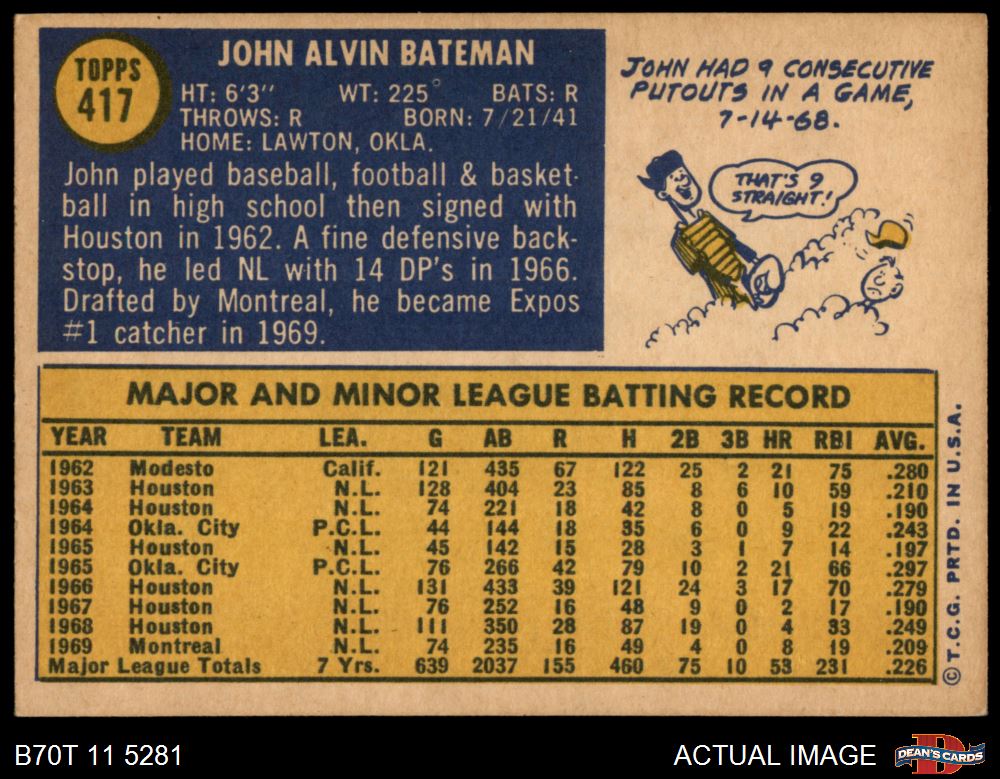 TOPPS
417
JOHN ALVIN BATEMAN
HT: 6'3" WT: 225° BATS: R
THROWS: R BORN: 7/21/41
HOME: LAWTON, OKLA.
John played baseball, football & basket-
ball in high school then signed with
Houston in 1962. A fine defensive back-
stop, he led NL with 14 DP's in 1966.
Drafted by Montreal, he became Expos
#1 catcher in 1969.
JOHN HAD 9 CONSECUTIVE
PUTOUTS IN A GAME,
7-14-68.
THAT'S 9
STRAIGHT!
MAJOR AND MINOR LEAGUE BATTING RECORD
YEAR TEAM LEA. G AB R H 2B 3B HR RBI AVG.
1962 Modesto Calif. 121 435 67 122 25 2 21 75 .280
1963 Houston N.L. 128 404 23 85 8 6 10 59 .210
1964 Houston N.L. 74 221 18 42 8 0 5 19 .190
1964 Okla. City P.C.L. 44 144 18 35 6 0 9 22 .243
1965 Houston N.L. 45 142 15 28 3 1 7 14 .197
1965 Okla. City P.C.L. 76 266 42 79 10 2 21 66 .297
1966 Houston N.L. 131 433 39 121 24 3 17 70 .279
1967 Houston N.L. 76 252 16 48 9 0 2 17 .190
1968 Houston N.L. 111 350 28 87 19 0 4 33 .249
1969 Montreal N.L. 74 235 16 49 4 0 8 19 .209
Major League Totals 7 Yrs. 639 2037 155 460 75 10 53 231 .226
© T.C.G. PRTD. IN U.S.A.
B70T 11 5281
ACTUAL IMAGE
DEAN'S CARDS